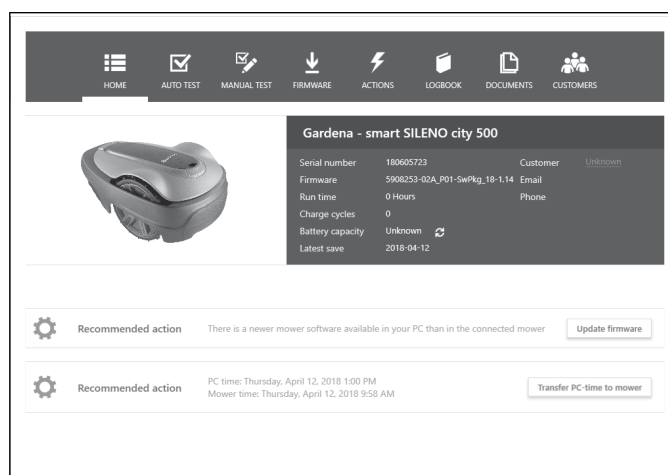 HOME AUTO TEST MANUAL TEST FIRMWARE ACTIONS LOGBOOK DOCUMENTS CUSTOMERS
Gardena - smart SILENO city 500
Serial number 180605723 Customer Unknown
Firmware 5908253-02A_P01-SwPkg_18-1.14 Email
Run time 0 Hours Phone
Charge cycles 0
Battery capacity Unknown
Latest save 2018-04-12
Recommended action There is a newer mower software available in your PC than in the connected mower Update firmware
Recommended action PC time: Thursday, April 12, 2018 1:00 PM Transfer PC-time to mower
Mower time: Thursday, April 12, 2018 9:58 AM